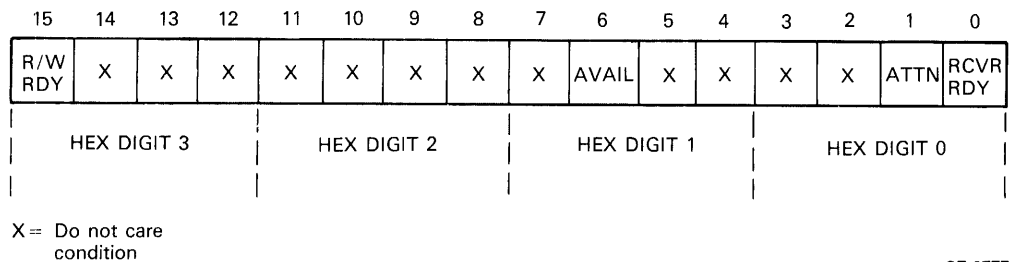 15 14 13 12 11 10 9 8 7 6 5 4 3 2 1 0
R/W RDY X X X X X X X X AVAIL X X X X ATTN RCVR RDY
HEX DIGIT 3 HEX DIGIT 2 HEX DIGIT 1 HEX DIGIT 0
X = Do not care
condition